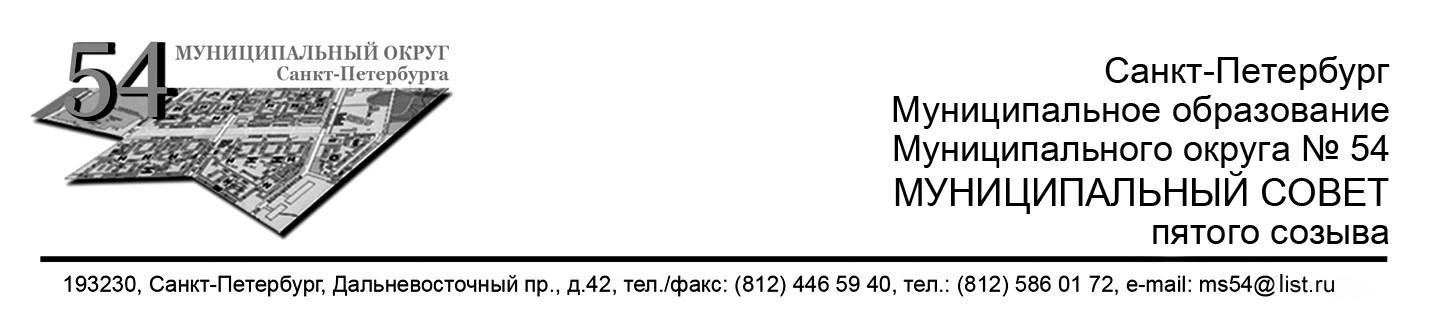 54
МУНИЦИПАЛЬНЫЙ ОКРУГ
Санкт-Петербурга
Санкт-Петербург
Муниципальное образование
Муниципального округа № 54
МУНИЦИПАЛЬНЫЙ СОВЕТ
пятого созыва
193230, Санкт-Петербург, Дальневосточный пр., д.42, тел./факс: (812) 446 59 40, тел.: (812) 586 01 72, e-mail: ms54@list.ru